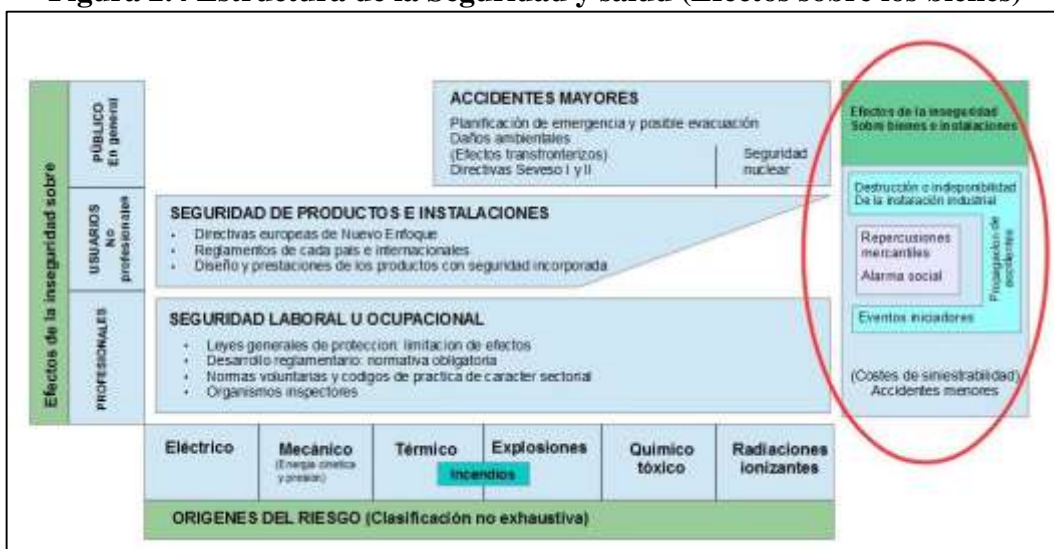 Figura 1.4 Estructura de la Seguridad y salud (Efectos sobre los bienes)
Efectos de la inseguridad sobre
PÚBLICO
En general
USUARIOS
No
profesionales
PROFESIONALES
ACCIDENTES MAYORES
Planificación de emergencia y posible evacuación
Daños ambientales
(Efectos transfronterizos)
Directivas Seveso I y II
Seguridad
nuclear
SEGURIDAD DE PRODUCTOS E INSTALACIONES
• Directivas europeas de Nuevo Enfoque
• Reglamentos de cada país e internacionales
• Diseño y prestaciones de los productos con seguridad incorporada
SEGURIDAD LABORAL U OCUPACIONAL
• Leyes generales de proteccion: limitacion de efectos
• Desarrollo reglamentario: normativa obligatoria
• Normas voluntarias y codigos de practica de caracter sectorial
• Organismos inspectores
Efectos de la inseguridad
Sobre bienes e instalaciones
Destrucción o indisponibilidad
De la instalación industrial
Repercusiones
mercantiles
Alarma social
Propagacion de
accidentes
Eventos iniciadores
(Costes de siniestrabilidad)
Accidentes menores
Eléctrico
Mecánico
(Energia cinetica
y presion)
Térmico
Explosiones
Incendios
Químico
tóxico
Radiaciones
ionizantes
ORIGENES DEL RIESGO (Clasificación no exhaustiva)